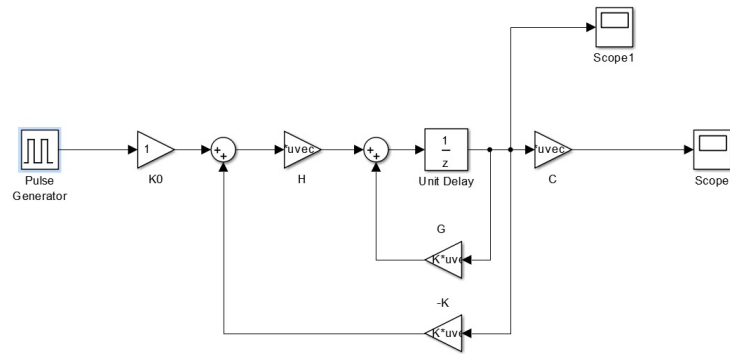 Scope1
1
*uvec
1
z
*uvec
Pulse
Generator
K0
H
Unit Delay
C
Scope
G
K*uve
-K
K*uve